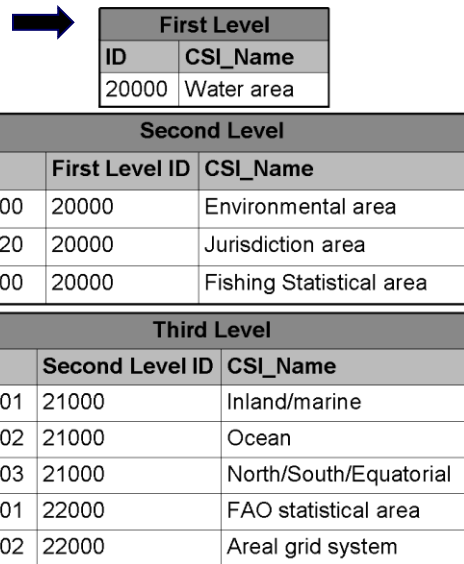 First Level
ID CSI_Name
20000 Water area
Second Level
First Level ID CSI_Name
00 20000 Environmental area
20 20000 Jurisdiction area
00 20000 Fishing Statistical area
Third Level
Second Level ID CSI_Name
01 21000 Inland/marine
02 21000 Ocean
03 21000 North/South/Equatorial
01 22000 FAO statistical area
02 22000 Areal grid system